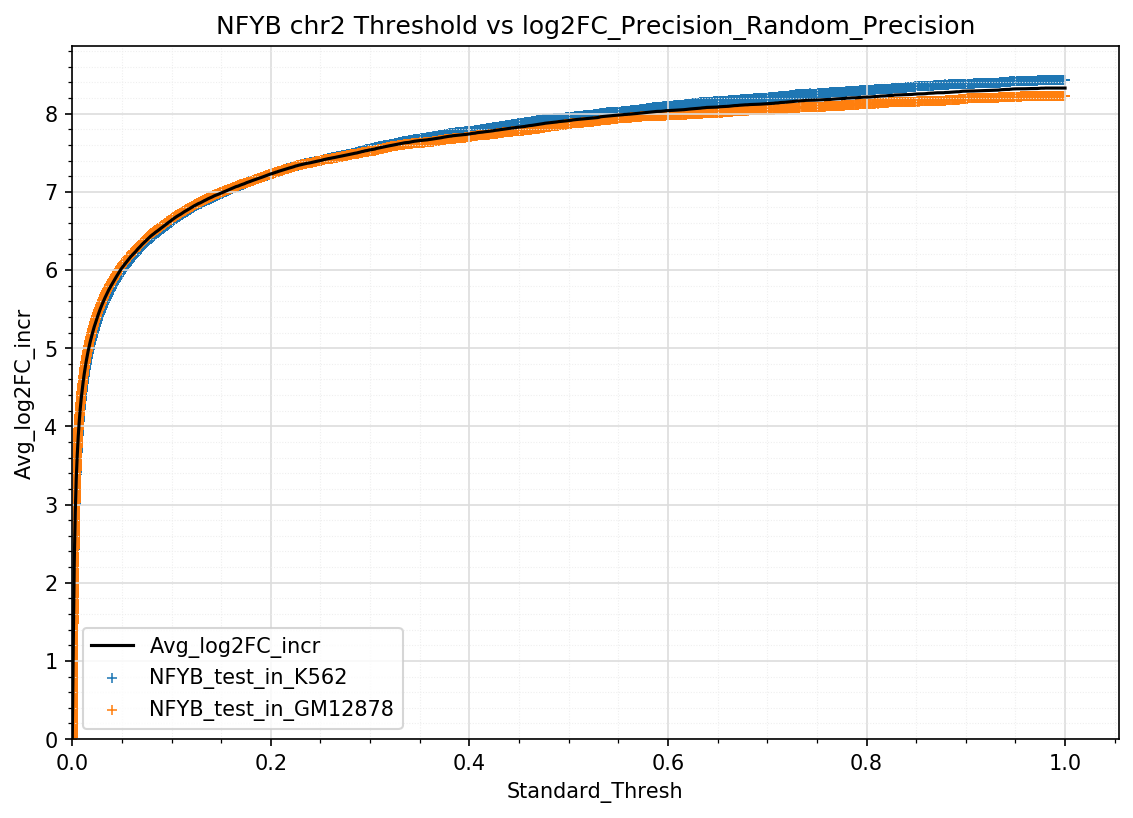 NFYB chr2 Threshold vs log2FC_Precision_Random_Precision
Avg_log2FC_incr
8
7
6
5
4
3
2
1
0
Avg_log2FC_incr
NFYB_test_in_K562
NFYB_test_in_GM12878
0.0 0.2 0.4 0.6 0.8 1.0
Standard_Thresh